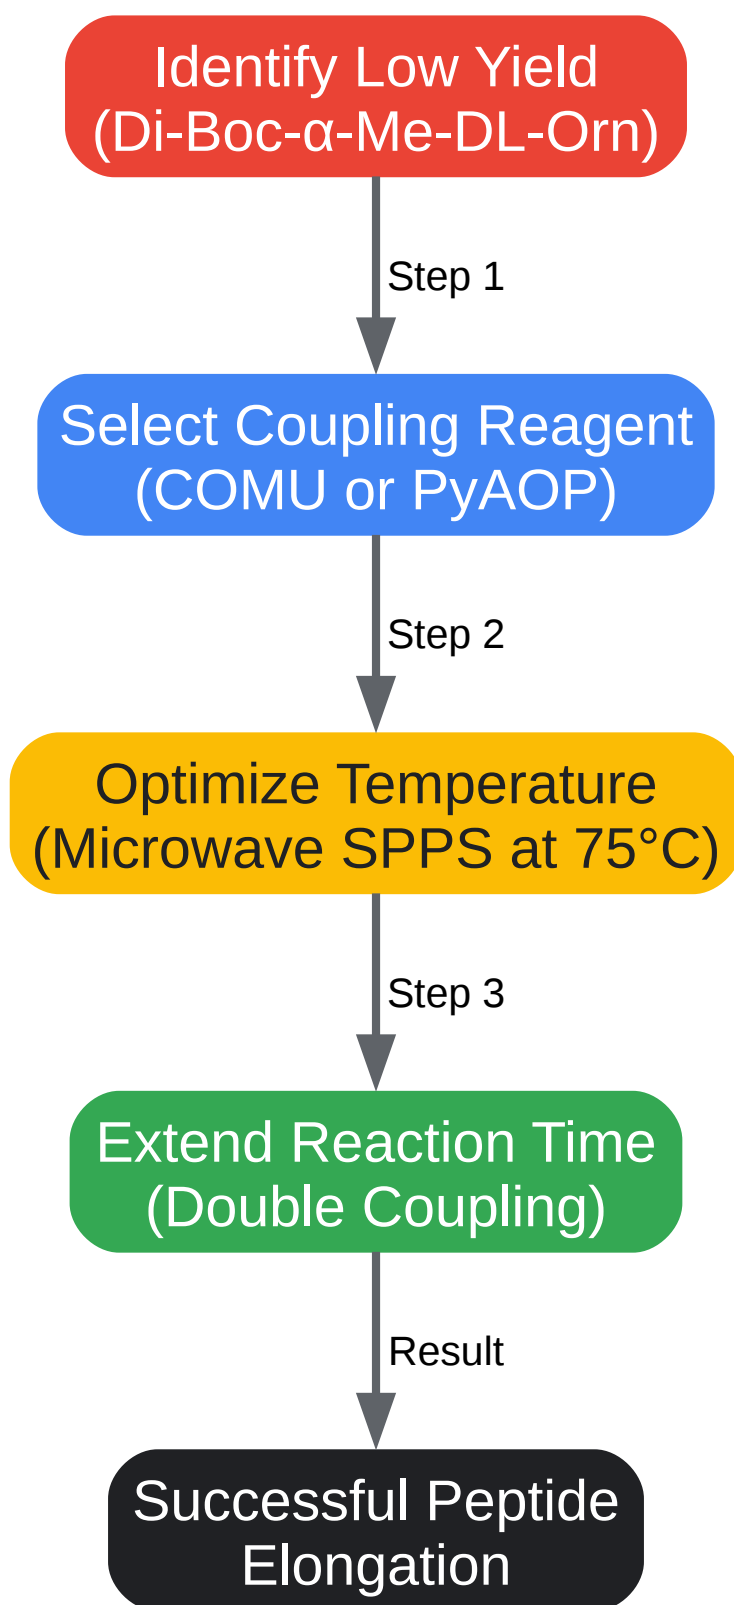 Identify Low Yield
(Di-Boc-α-Me-DL-Orn)
Step 1
Select Coupling Reagent
(COMU or PyAOP)
Step 2
Optimize Temperature
(Microwave SPPS at 75°C)
Step 3
Extend Reaction Time
(Double Coupling)
Result
Successful Peptide
Elongation